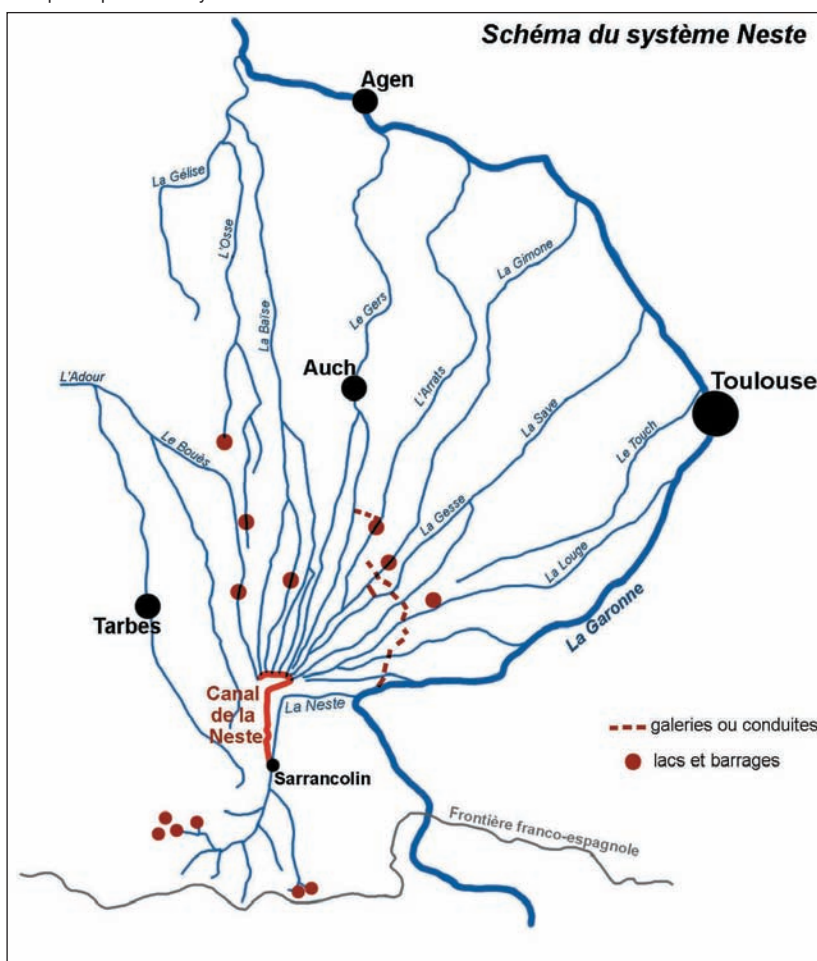 Schéma du système Neste
Agen
La Gélise
L'Osse
La Baïse
Le Gers
L'Arrats
La Gimone
Auch
L'Adour
Le Bouès
La Save
Toulouse
Le Touch
La Gesse
La Louge
Tarbes
La Garonne
Canal
de la
Neste
La Neste
galeries ou conduites
lacs et barrages
Sarrancolin
Frontière franco-espagnole